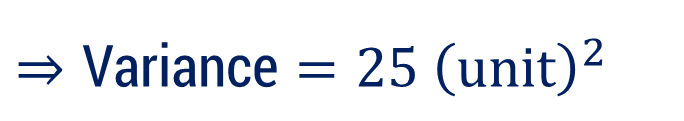 ⇒ Variance = 25 (unit)²